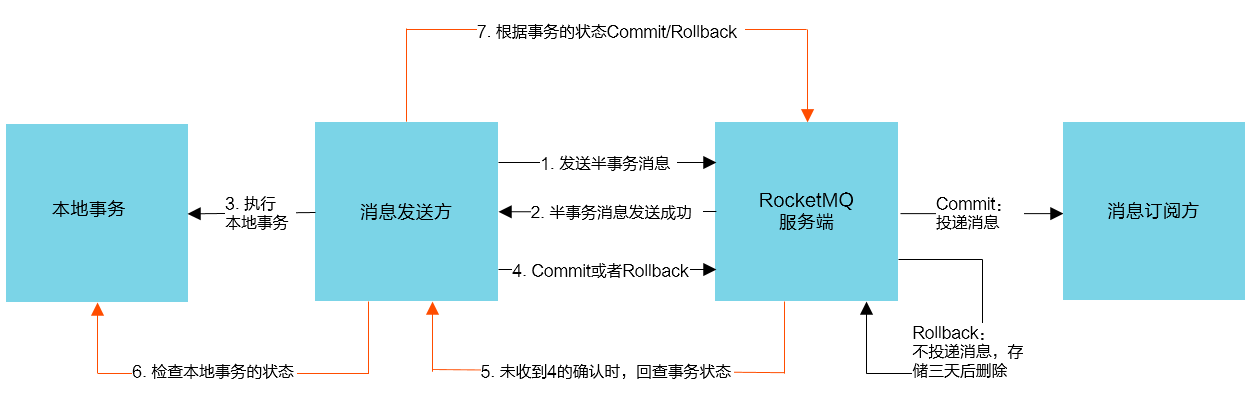 7. 根据事务的状态Commit/Rollback
本地事务
3. 执行
本地事务
消息发送方
1. 发送半事务消息
2. 半事务消息发送成功
4. Commit或者Rollback
RocketMQ
服务端
Commit：
投递消息
消息订阅方
Rollback：
不投递消息，存
储三天后删除
6. 检查本地事务的状态
5. 未收到4的确认时，回查事务状态